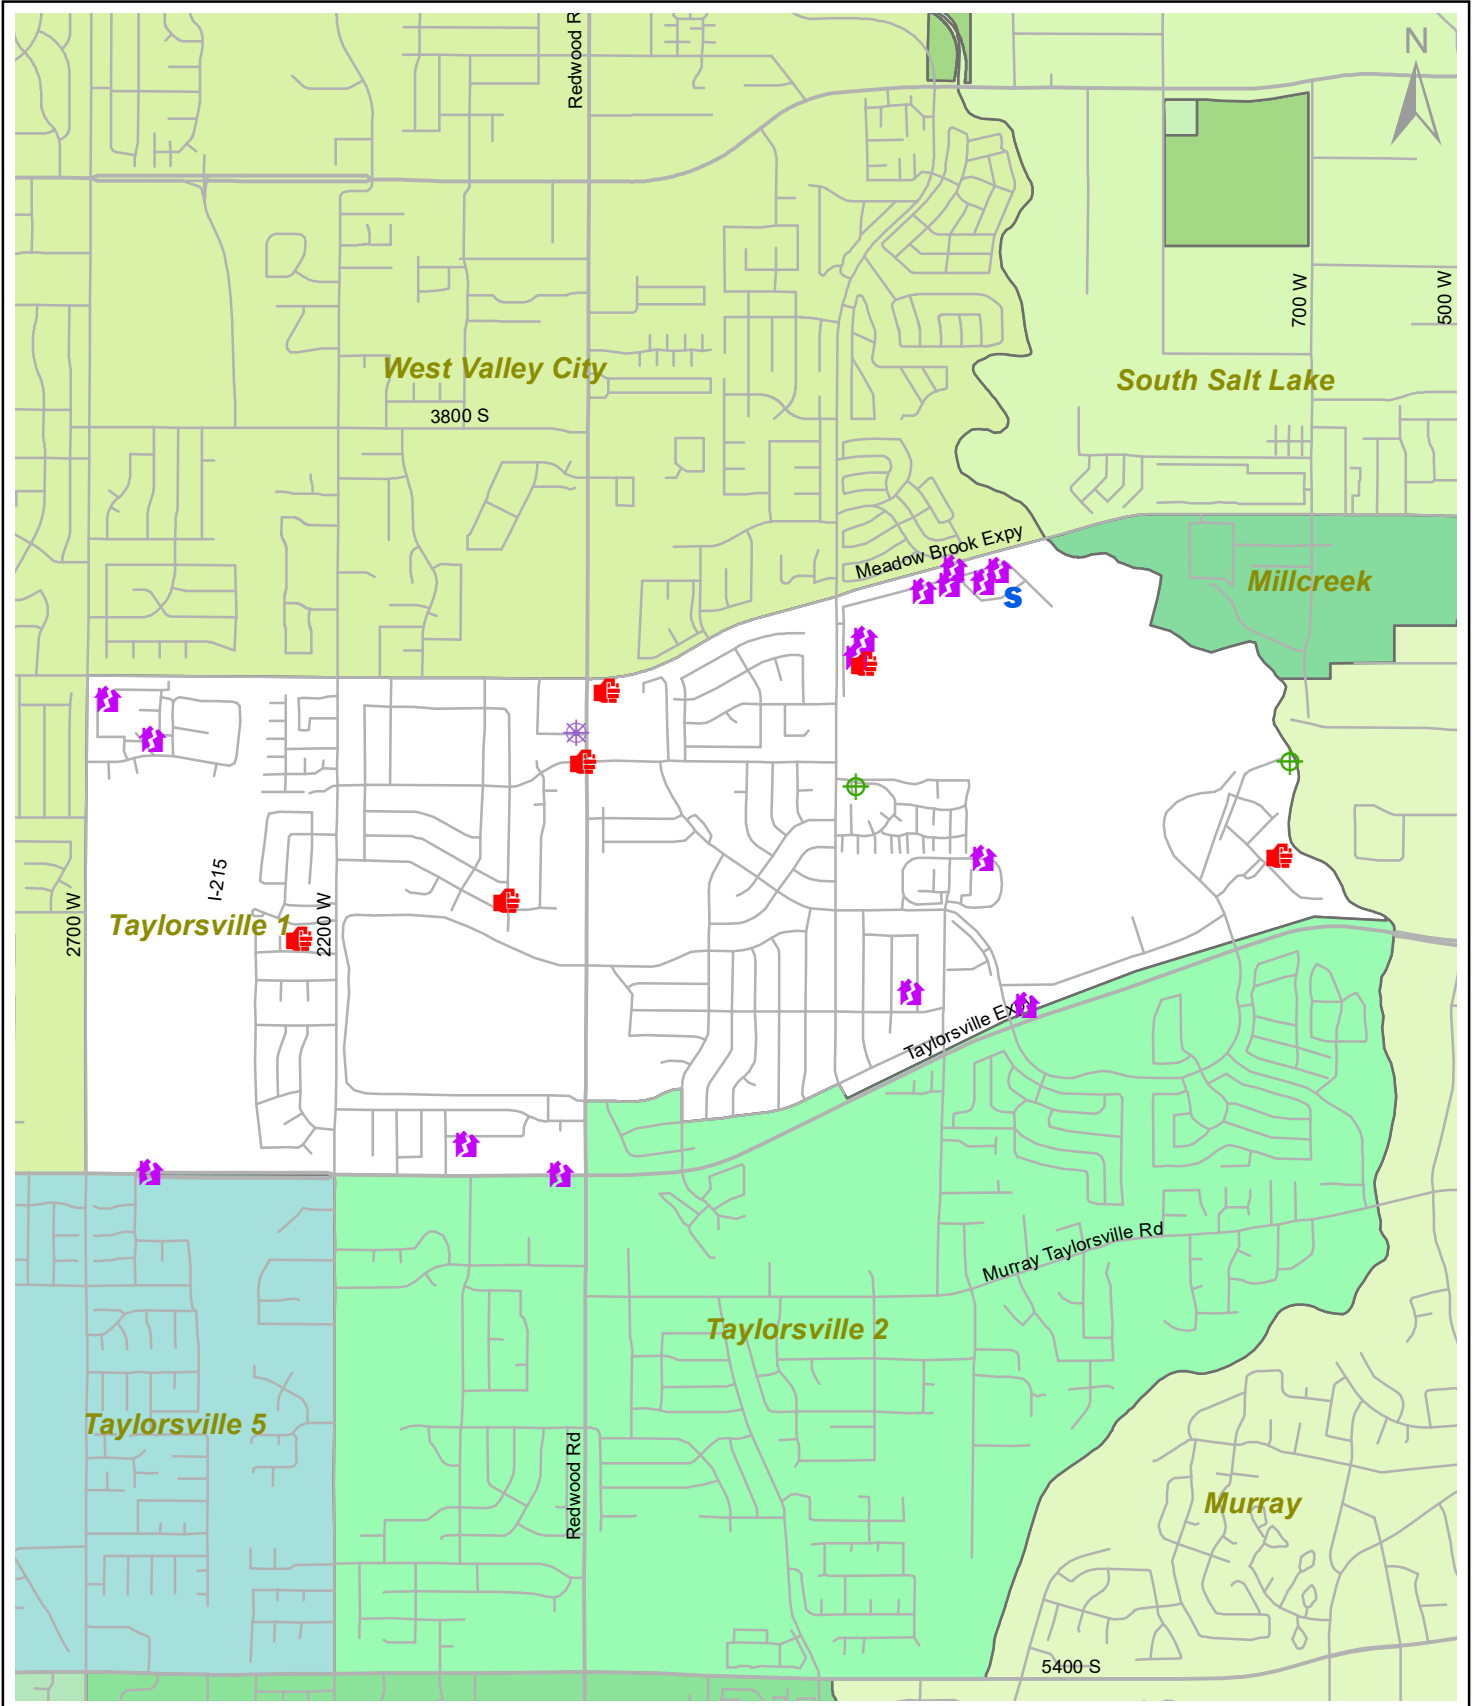 Redwood R
N
700 W
500 W
West Valley City
South Salt Lake
3800 S
Meadow Brook Expy
Millcreek
S
I-215
2700 W
Taylorsville 1
2200 W
Taylorsville Exp
Murray Taylorsville Rd
Taylorsville 2
Taylorsville 5
Redwood Rd
Murray
5400 S